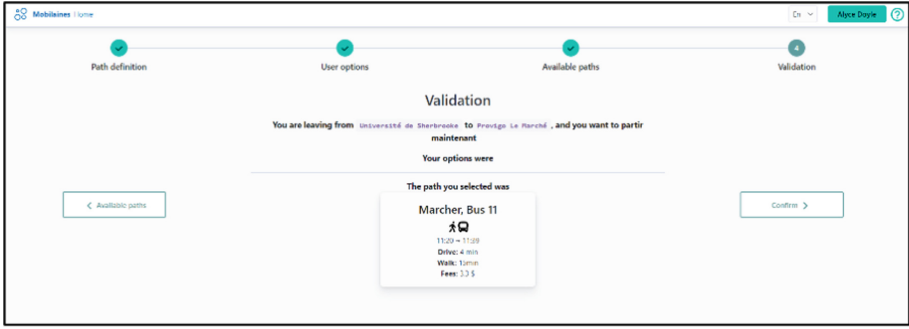 Mobilaines Home
En
Alyce Doyle
?
Path definition
User options
Available paths
4
Validation
Validation
You are leaving from Université de Sherbrooke to Provigo Le Marché , and you want to partir
maintenant
Your options were
The path you selected was
Available paths
Confirm
Marcher, Bus 11
Drive: 4 min
Walk: 15min
Fees: 3.3 $